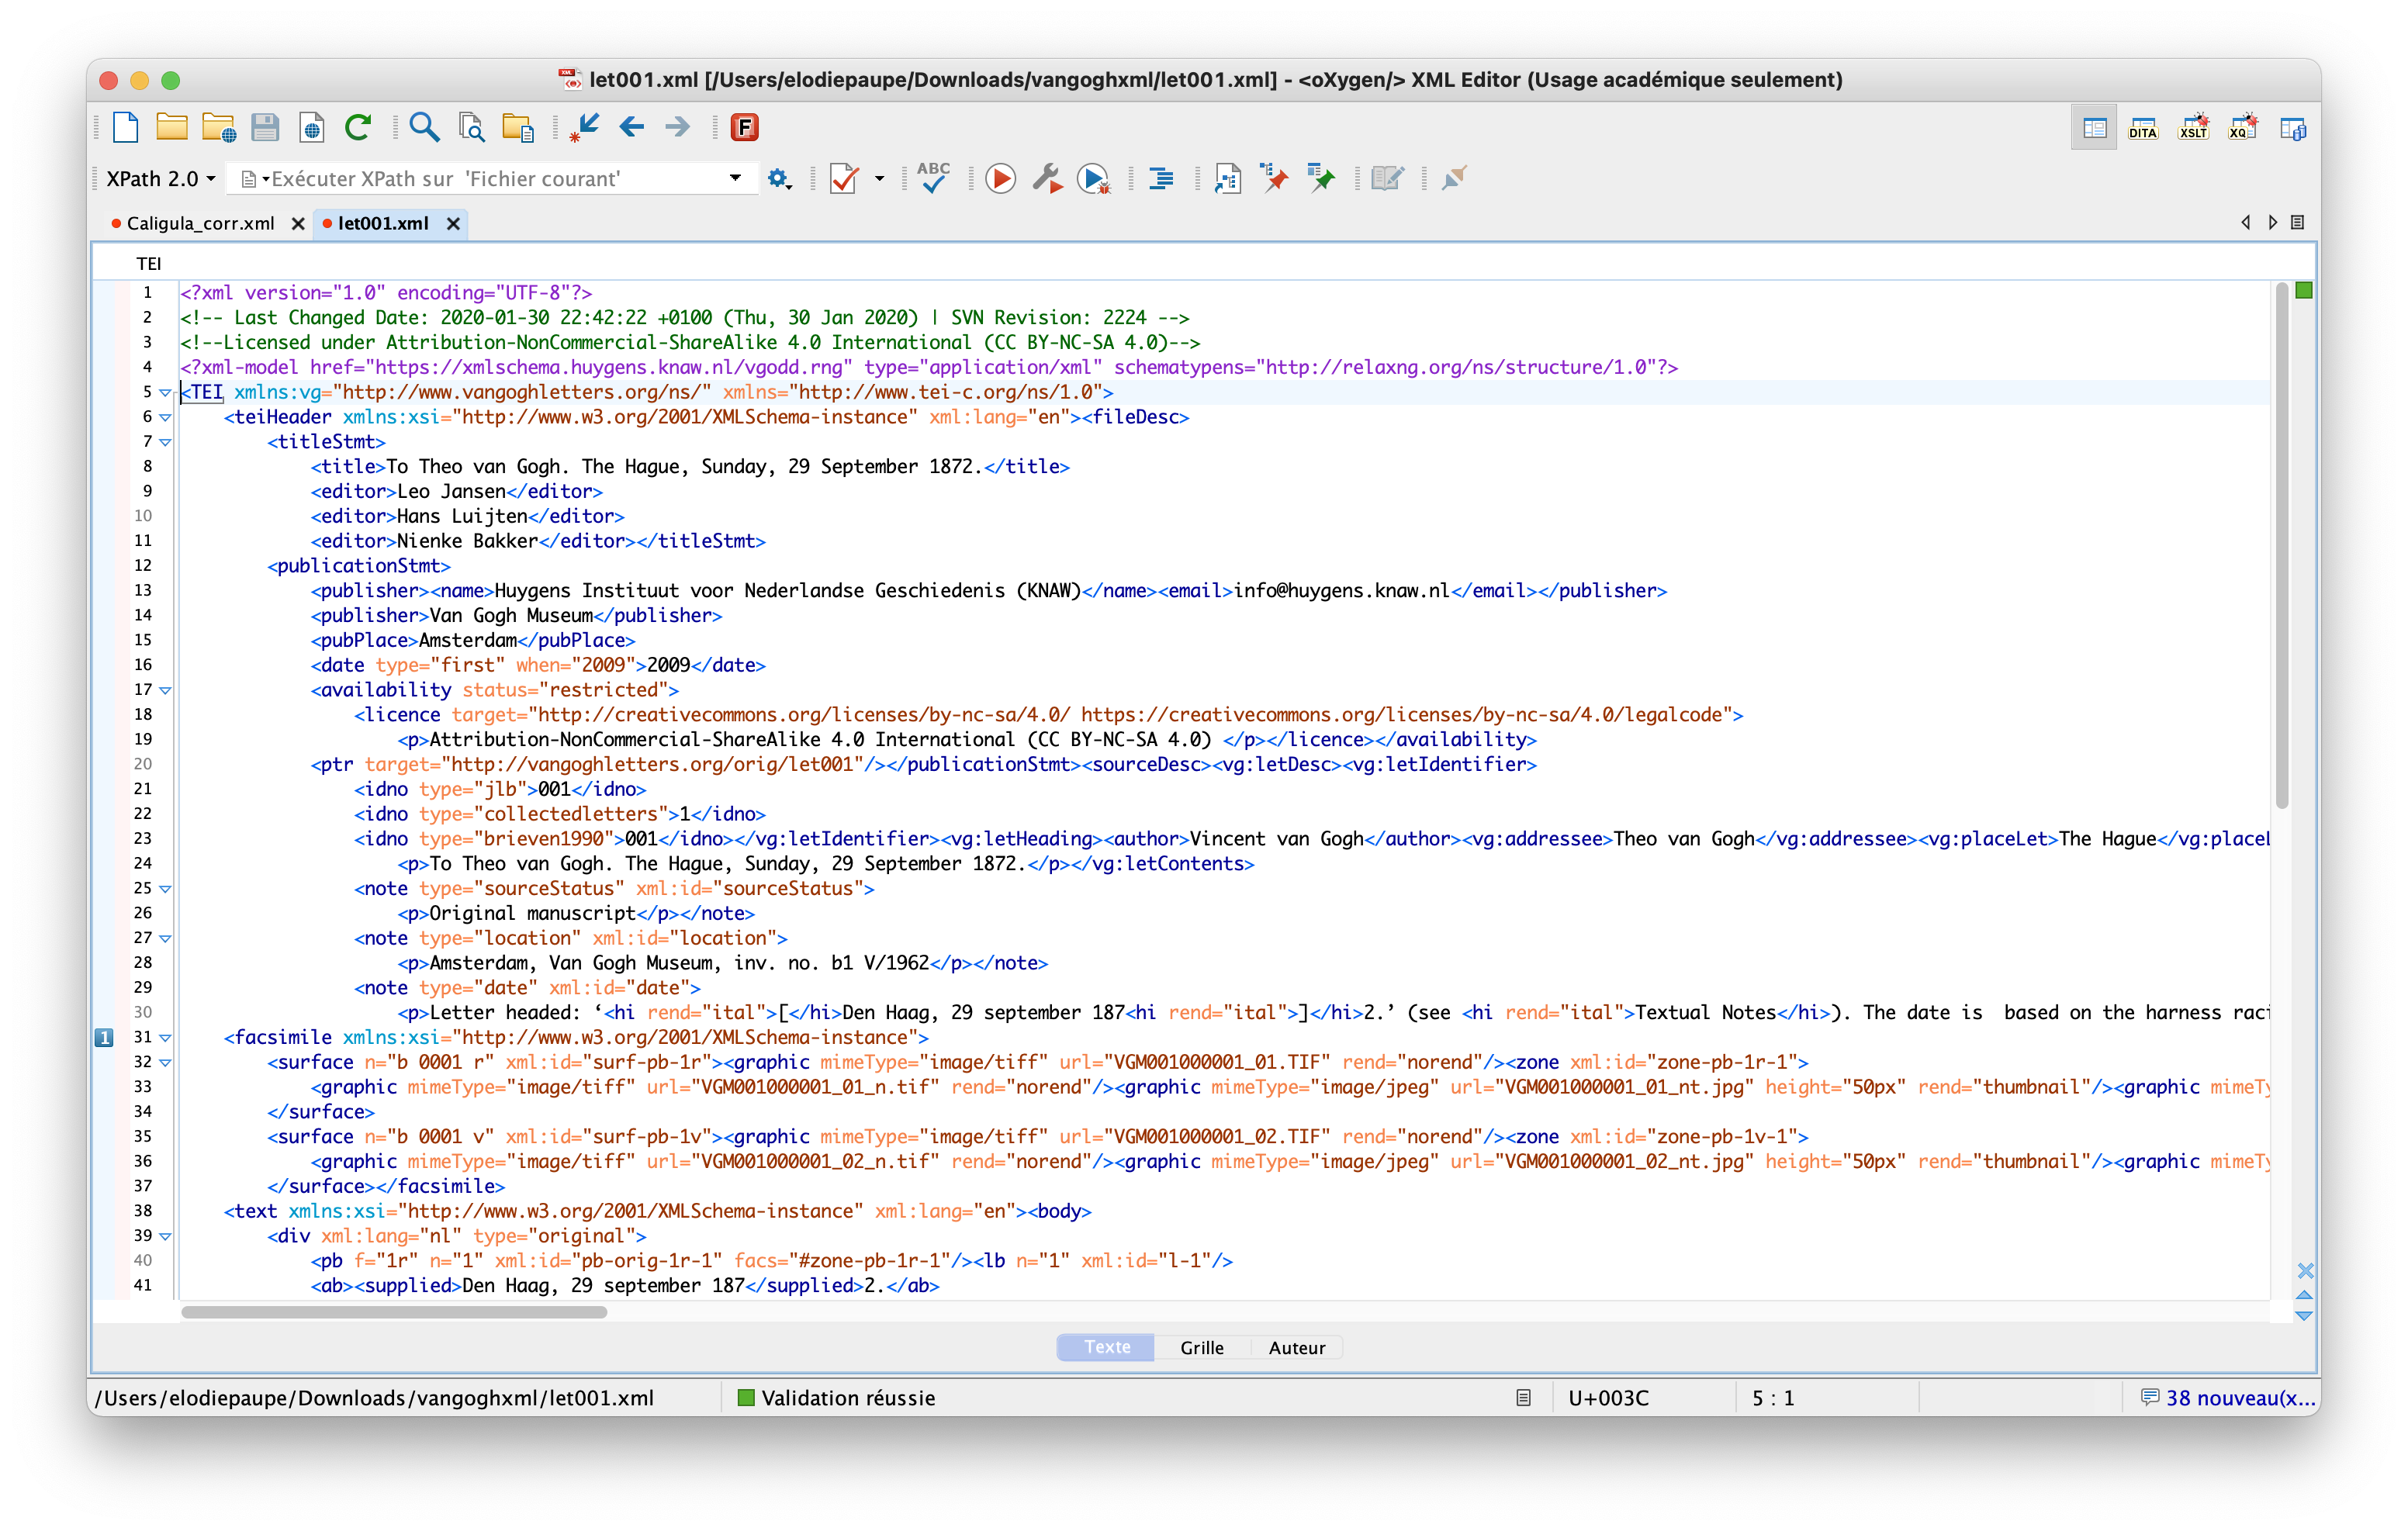 let001.xml [/Users/elodiepaupe/Downloads/vangoghxml/let001.xml] - <oXygen/> XML Editor (Usage académique seulement)
F
DITA
XSLT
XQ
XPath 2.0
Exécuter XPath sur 'Fichier courant'
ABC
Caligula_corr.xml
let001.xml
TEI
1 <?xml version="1.0" encoding="UTF-8"?>
2 <!-- Last Changed Date: 2020-01-30 22:42:22 +0100 (Thu, 30 Jan 2020) | SVN Revision: 2224 -->
3 <!--Licensed under Attribution-NonCommercial-ShareAlike 4.0 International (CC BY-NC-SA 4.0)-->
4 <?xml-model href="https://xmlschema.huygens.knaw.nl/vgodd.rng" type="application/xml" schematypens="http://relaxng.org/ns/structure/1.0"?>
5 <TEI xmlns:vg="http://www.vangoghletters.org/ns/" xmlns="http://www.tei-c.org/ns/1.0">
6 <teiHeader xmlns:xsi="http://www.w3.org/2001/XMLSchema-instance" xml:lang="en"><fileDesc>
7 <titleStmt>
8 <title>To Theo van Gogh. The Hague, Sunday, 29 September 1872.</title>
9 <editor>Leo Jansen</editor>
10 <editor>Hans Luijten</editor>
11 <editor>Nienke Bakker</editor></titleStmt>
12 <publicationStmt>
13 <publisher><name>Huygens Instituut voor Nederlandse Geschiedenis (KNAW)</name><email>info@huygens.knaw.nl</email></publisher>
14 <publisher>Van Gogh Museum</publisher>
15 <pubPlace>Amsterdam</pubPlace>
16 <date type="first" when="2009">2009</date>
17 <availability status="restricted">
18 <licence target="http://creativecommons.org/licenses/by-nc-sa/4.0/ https://creativecommons.org/licenses/by-nc-sa/4.0/legalcode">
19 <p>Attribution-NonCommercial-ShareAlike 4.0 International (CC BY-NC-SA 4.0) </p></licence></availability>
20 <ptr target="http://vangoghletters.org/orig/let001"/></publicationStmt><sourceDesc><vg:letDesc><vg:letIdentifier>
21 <idno type="jlb">001</idno>
22 <idno type="collectedletters">1</idno>
23 <idno type="brieven1990">001</idno></vg:letIdentifier><vg:letHeading><author>Vincent van Gogh</author><vg:addressee>Theo van Gogh</vg:addressee><vg:placeLet>The Hague</vg:placeL
24 <p>To Theo van Gogh. The Hague, Sunday, 29 September 1872.</p></vg:letContents>
25 <note type="sourceStatus" xml:id="sourceStatus">
26 <p>Original manuscript</p></note>
27 <note type="location" xml:id="location">
28 <p>Amsterdam, Van Gogh Museum, inv. no. b1 V/1962</p></note>
29 <note type="date" xml:id="date">
30 <p>Letter headed: ‘<hi rend="ital">[</hi>Den Haag, 29 september 187<hi rend="ital">]</hi>2.’ (see <hi rend="ital">Textual Notes</hi>). The date is  based on the harness raci
1 31 <facsimile xmlns:xsi="http://www.w3.org/2001/XMLSchema-instance">
32 <surface n="b 0001 r" xml:id="surf-pb-1r"><graphic mimeType="image/tiff" url="VGM001000001_01.TIF" rend="norend"/><zone xml:id="zone-pb-1r-1">
33 <graphic mimeType="image/tiff" url="VGM001000001_01_n.tif" rend="norend"/><graphic mimeType="image/jpeg" url="VGM001000001_01_nt.jpg" height="50px" rend="thumbnail"/><graphic mimeTy
34 </surface>
35 <surface n="b 0001 v" xml:id="surf-pb-1v"><graphic mimeType="image/tiff" url="VGM001000001_02.TIF" rend="norend"/><zone xml:id="zone-pb-1v-1">
36 <graphic mimeType="image/tiff" url="VGM001000001_02_n.tif" rend="norend"/><graphic mimeType="image/jpeg" url="VGM001000001_02_nt.jpg" height="50px" rend="thumbnail"/><graphic mimeTy
37 </surface></facsimile>
38 <text xmlns:xsi="http://www.w3.org/2001/XMLSchema-instance" xml:lang="en"><body>
39 <div xml:lang="nl" type="original">
40 <pb f="1r" n="1" xml:id="pb-orig-1r-1" facs="#zone-pb-1r-1"/><lb n="1" xml:id="l-1"/>
41 <ab><supplied>Den Haag, 29 september 187</supplied>2.</ab>
Texte Grille Auteur
/Users/elodiepaupe/Downloads/vangoghxml/let001.xml Validation réussie U+003C 5 : 1 38 nouveau(x...